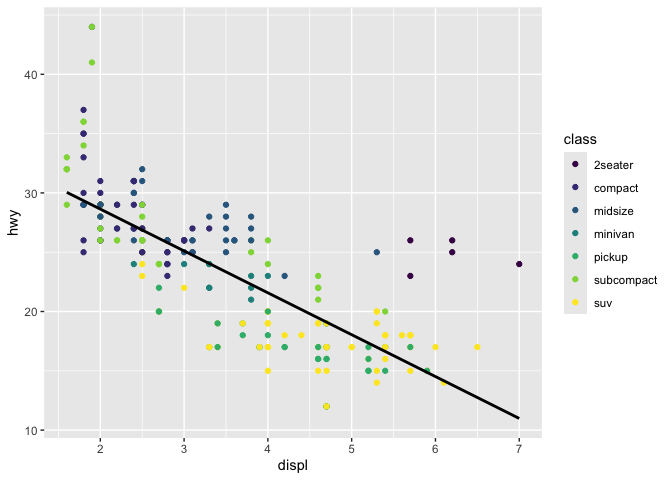 40
30
20
10
hwy
2 3 4 5 6 7
displ
class
2seater
compact
midsize
minivan
pickup
subcompact
suv